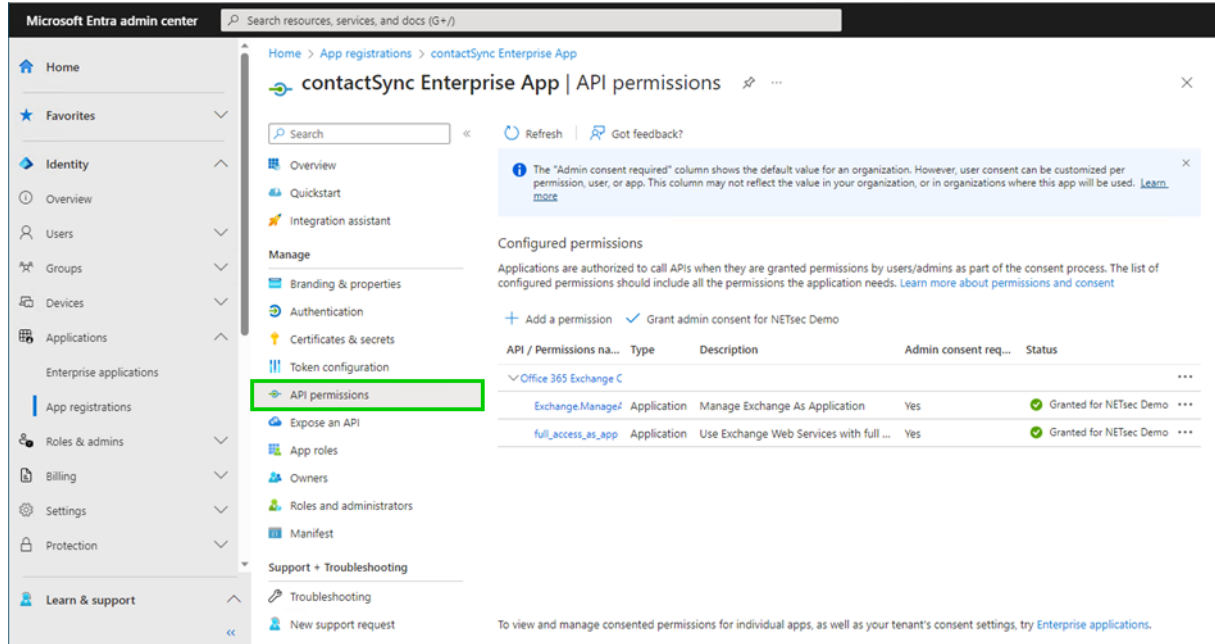 Microsoft Entra admin center
Search resources, services, and docs (G+/)
Home
Favorites
Identity
Overview
Users
Groups
Devices
Applications
Enterprise applications
App registrations
Roles & admins
Billing
Settings
Protection
Learn & support
Home > App registrations > contactSync Enterprise App
contactSync Enterprise App | API permissions
Search
Overview
Quickstart
Integration assistant
Manage
Branding & properties
Authentication
Certificates & secrets
Token configuration
API permissions
Expose an API
App roles
Owners
Roles and administrators
Manifest
Support + Troubleshooting
Troubleshooting
New support request
Refresh Got feedback?
The "Admin consent required" column shows the default value for an organization. However, user consent can be customized per
permission, user, or app. This column may not reflect the value in your organization, or in organizations where this app will be used. Learn
more
Configured permissions
Applications are authorized to call APIs when they are granted permissions by users/admins as part of the consent process. The list of
configured permissions should include all the permissions the application needs. Learn more about permissions and consent
Add a permission Grant admin consent for NETsec Demo
API / Permissions na... Type Description Admin consent req... Status
Office 365 Exchange C
Exchange.ManageA Application Manage Exchange As Application Yes Granted for NETsec Demo
full_access_as_app Application Use Exchange Web Services with full ... Yes Granted for NETsec Demo
To view and manage consented permissions for individual apps, as well as your tenant's consent settings, try Enterprise applications.